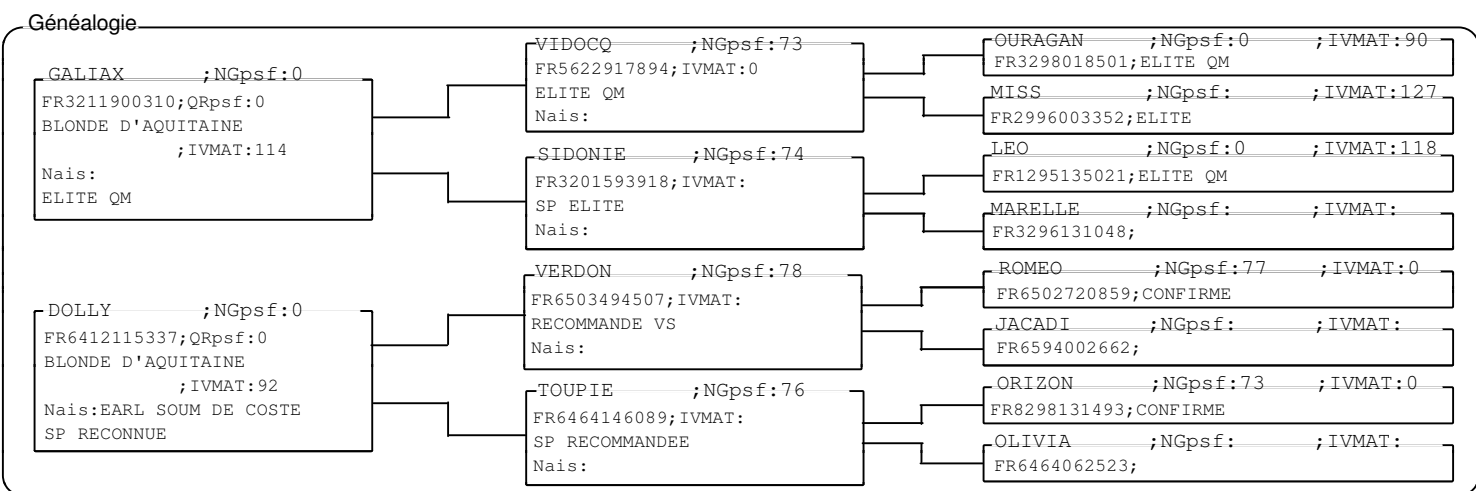 Généalogie
GALIAX ;NGpsf:0
FR3211900310;QRpsf:0
BLONDE D'AQUITAINE
;IVMAT:114
Nais:
ELITE QM
DOLLY ;NGpsf:0
FR6412115337;QRpsf:0
BLONDE D'AQUITAINE
;IVMAT:92
Nais:EARL SOUM DE COSTE
SP RECONNUE
VIDOCQ ;NGpsf:73
FR5622917894;IVMAT:0
ELITE QM
Nais:
SIDONIE ;NGpsf:74
FR3201593918;IVMAT:
SP ELITE
Nais:
VERDON ;NGpsf:78
FR6503494507;IVMAT:
RECOMMANDE VS
Nais:
TOUPIE ;NGpsf:76
FR6464146089;IVMAT:
SP RECOMMANDEE
Nais:
OURAGAN ;NGpsf:0 ;IVMAT:90
FR3298018501;ELITE QM
MISS ;NGpsf: ;IVMAT:127
FR2996003352;ELITE
LEO ;NGpsf:0 ;IVMAT:118
FR1295135021;ELITE QM
MARELLE ;NGpsf: ;IVMAT:
FR3296131048;
ROMEO ;NGpsf:77 ;IVMAT:0
FR6502720859;CONFIRME
JACADI ;NGpsf: ;IVMAT:
FR6594002662;
ORIZON ;NGpsf:73 ;IVMAT:0
FR8298131493;CONFIRME
OLIVIA ;NGpsf: ;IVMAT:
FR6464062523;